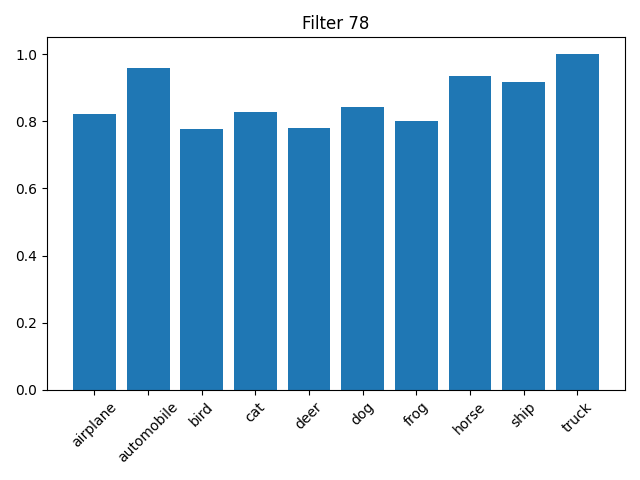 Filter 78
1.0
0.8
0.6
0.4
0.2
0.0
airplane
automobile
bird
cat
deer
dog
frog
horse
ship
truck